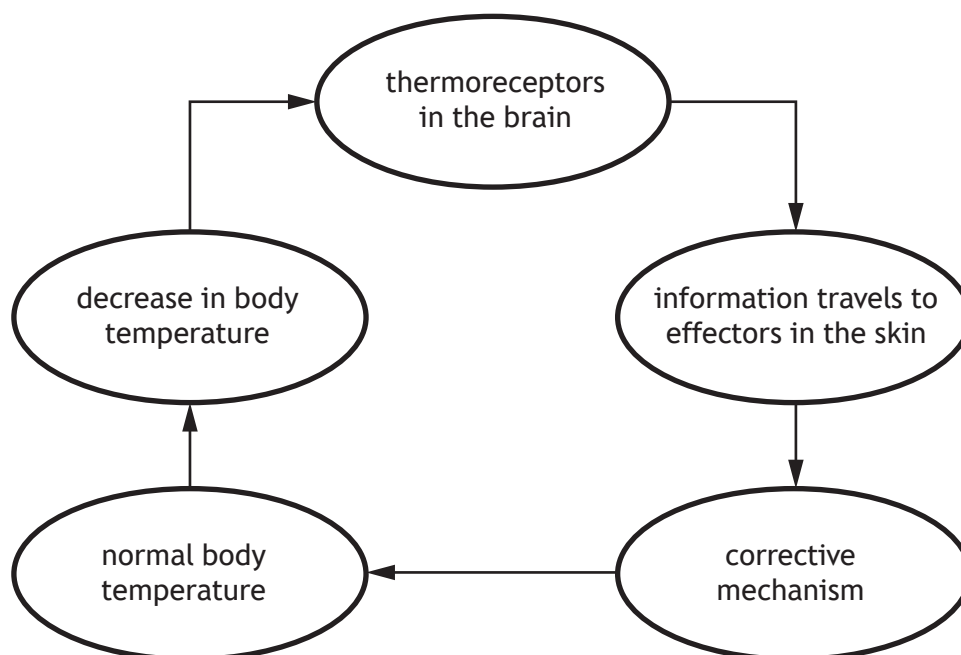 thermoreceptors
in the brain
decrease in body
temperature
information travels to
effectors in the skin
normal body
temperature
corrective
mechanism